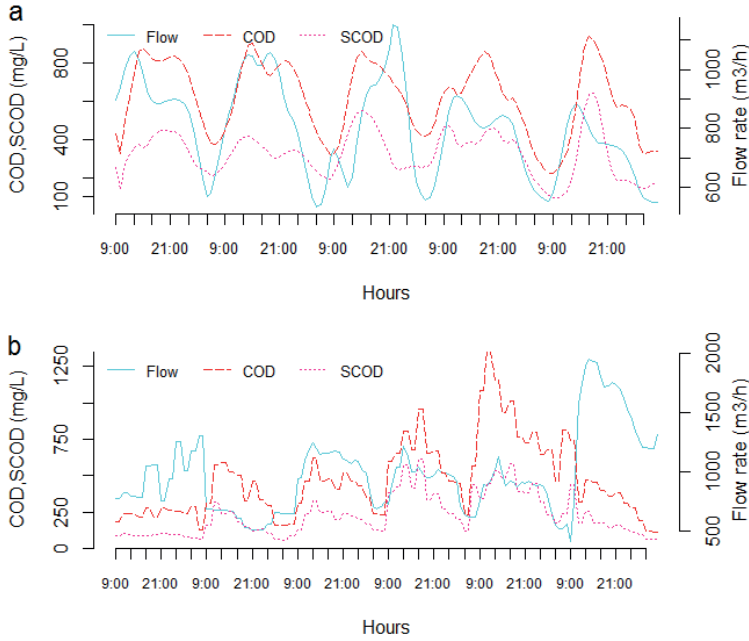 a
Flow COD SCOD
COD,SCOD (mg/L)
800
400
100
Flow rate (m3/h)
1000
800
600
9:00 21:00 9:00 21:00 9:00 21:00 9:00 21:00 9:00 21:00
Hours
b
Flow COD SCOD
COD,SCOD (mg/L)
1250
750
250
0
Flow rate (m3/h)
2000
1500
1000
500
9:00 21:00 9:00 21:00 9:00 21:00 9:00 21:00 9:00 21:00
Hours